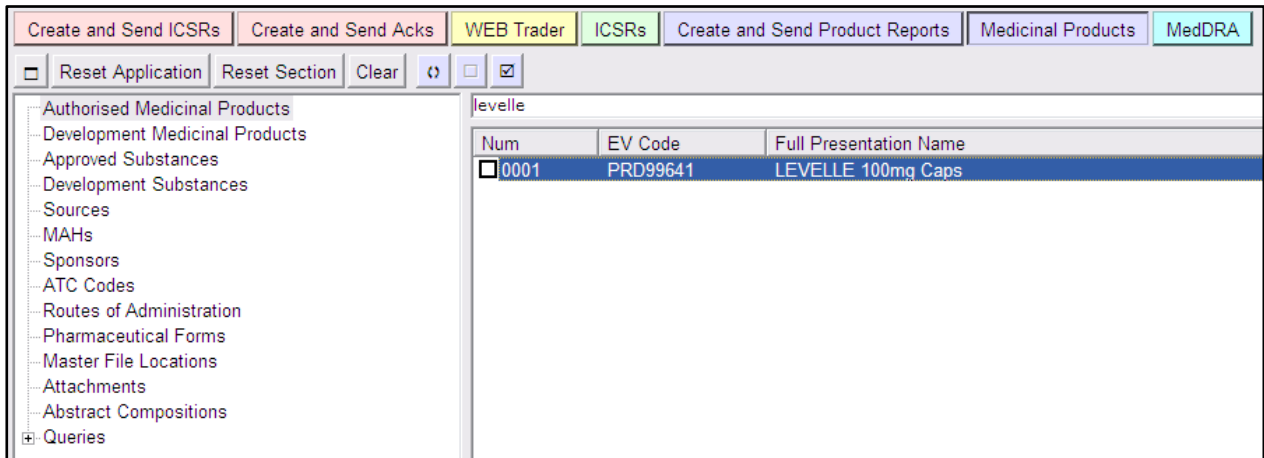 Create and Send ICSRs Create and Send Acks WEB Trader ICSRs Create and Send Product Reports Medicinal Products MedDRA
Reset Application Reset Section Clear
Authorised Medicinal Products
Development Medicinal Products
Approved Substances
Development Substances
Sources
MAHs
Sponsors
ATC Codes
Routes of Administration
Pharmaceutical Forms
Master File Locations
Attachments
Abstract Compositions
Queries
levelle
Num EV Code Full Presentation Name
0001 PRD99641 LEVELLE 100mg Caps